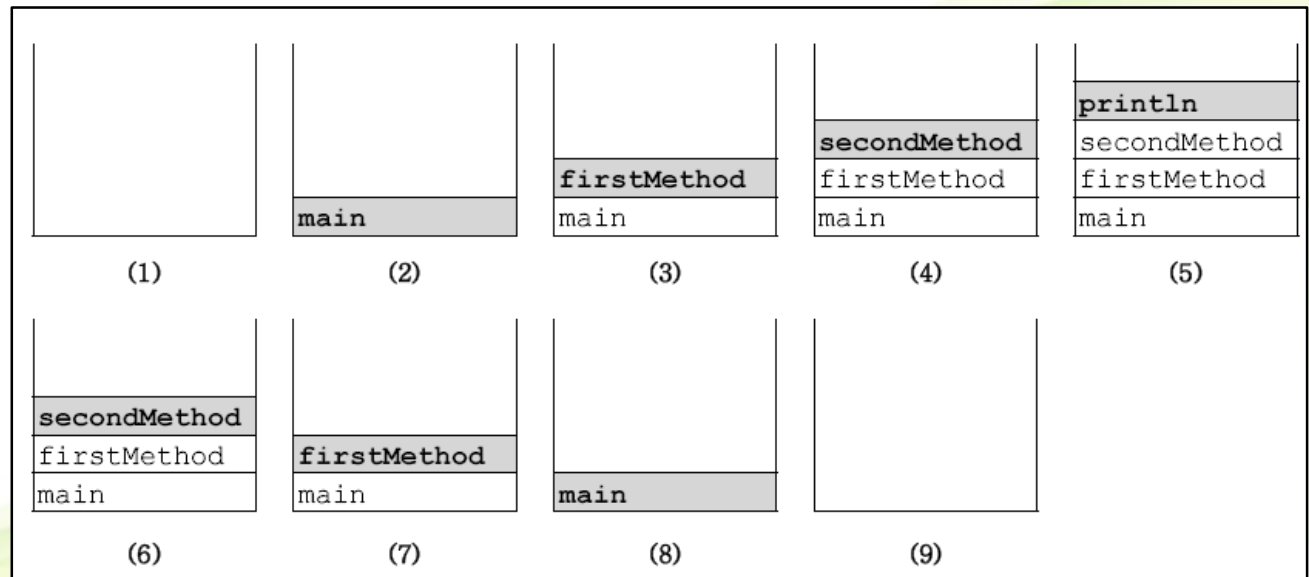 println
secondMethod secondMethod
firstMethod firstMethod firstMethod
main main main main
(1) (2) (3) (4) (5)
secondMethod
firstMethod firstMethod
main main main
(6) (7) (8) (9)